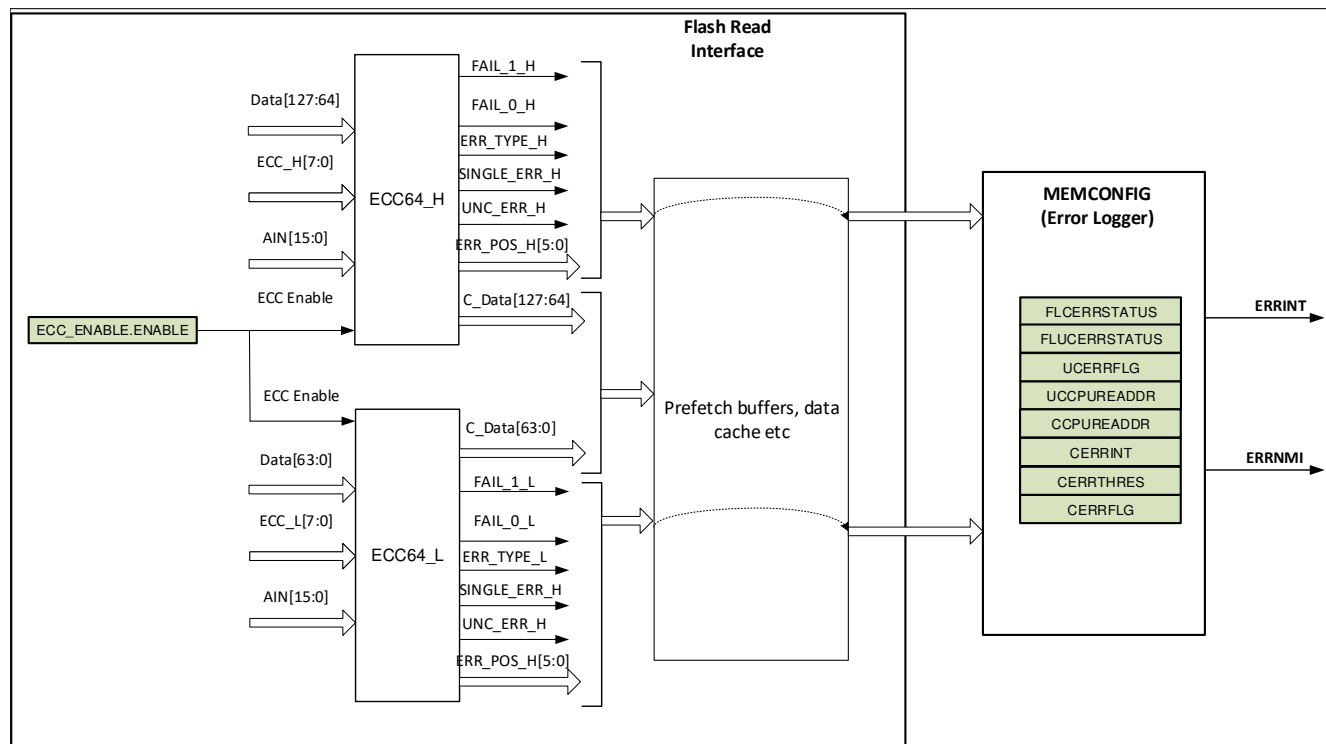 Flash Read
Interface
Data[127:64]
ECC_H[7:0]
AIN[15:0]
ECC Enable
ECC64_H
FAIL_1_H
FAIL_0_H
ERR_TYPE_H
SINGLE_ERR_H
UNC_ERR_H
ERR_POS_H[5:0]
C_Data[127:64]
ECC_ENABLE.ENABLE
ECC Enable
Data[63:0]
ECC_L[7:0]
AIN[15:0]
ECC64_L
C_Data[63:0]
FAIL_1_L
FAIL_0_L
ERR_TYPE_L
SINGLE_ERR_H
UNC_ERR_H
ERR_POS_H[5:0]
Prefetch buffers, data
cache etc
MEMCONFIG
(Error Logger)
FLCERRSTATUS
FLUCERRSTATUS
UCERRFLG
UCCPUREADDR
CCPUREADDR
CERRINT
CERRTHRES
CERRFLG
ERRINT
ERRNMI